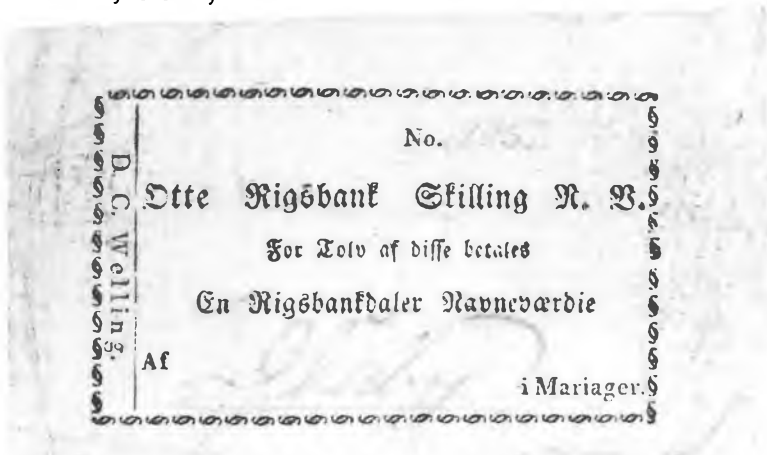 No.
Otte Rigsbank Skilling N. V.
For Tolv af disse betales
En Rigsbankdaler Navneværdie
Af
i Mariager.
D. C. Welling.